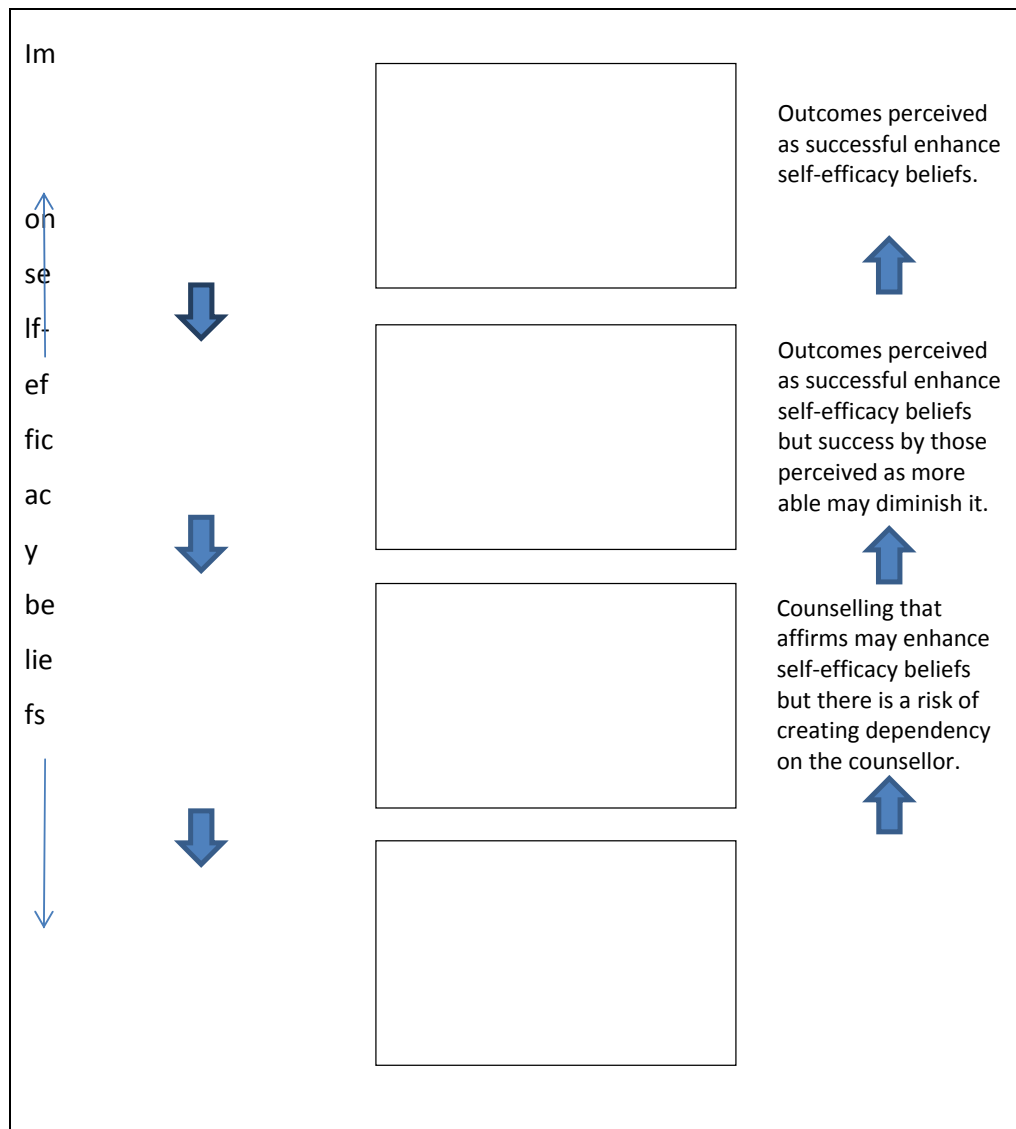 Im
on
se
lf-
ef
fic
ac
y
be
lie
fs
Outcomes perceived
as successful enhance
self-efficacy beliefs.
Outcomes perceived
as successful enhance
self-efficacy beliefs
but success by those
perceived as more
able may diminish it.
Counselling that
affirms may enhance
self-efficacy beliefs
but there is a risk of
creating dependency
on the counsellor.